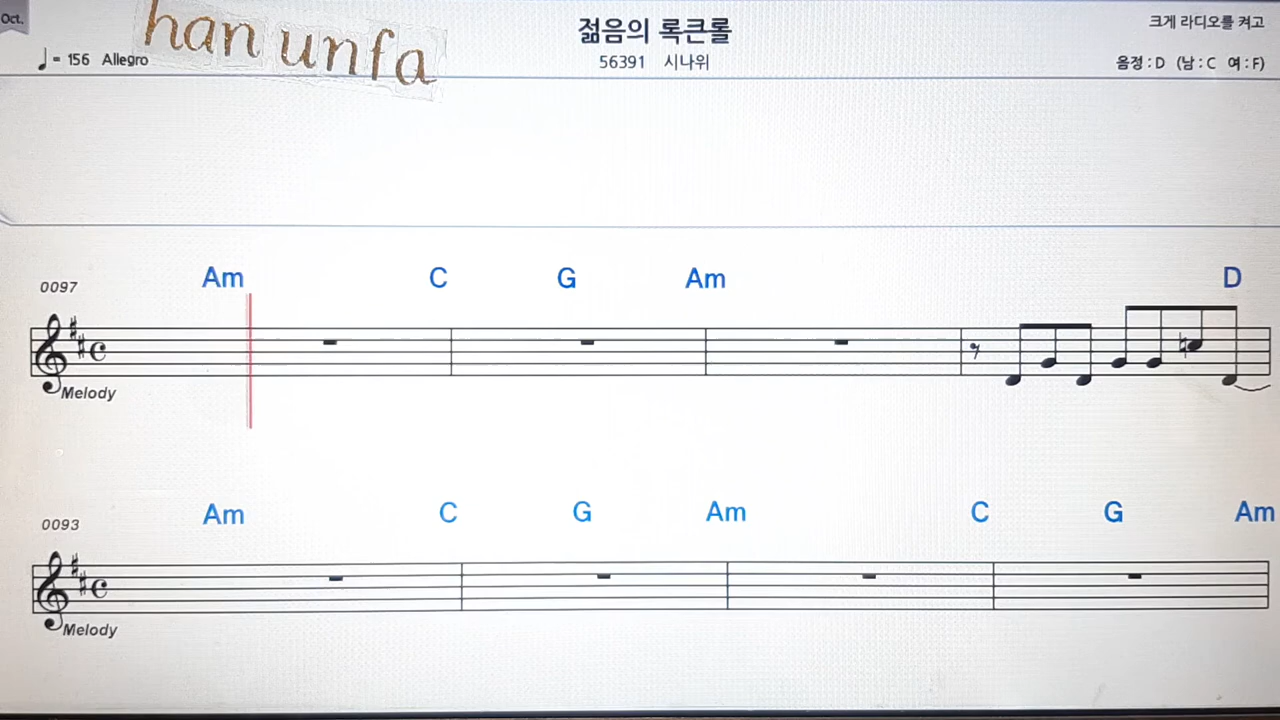 Oct.
han unfa
젊음의 록큰롤
크게 라디오를 켜고
♩= 156 Allegro
56391 시나위
음정 : D (남 : C 여 : F)
Am C G Am D
0097
Melody
Am C G Am C G Am
0093
Melody